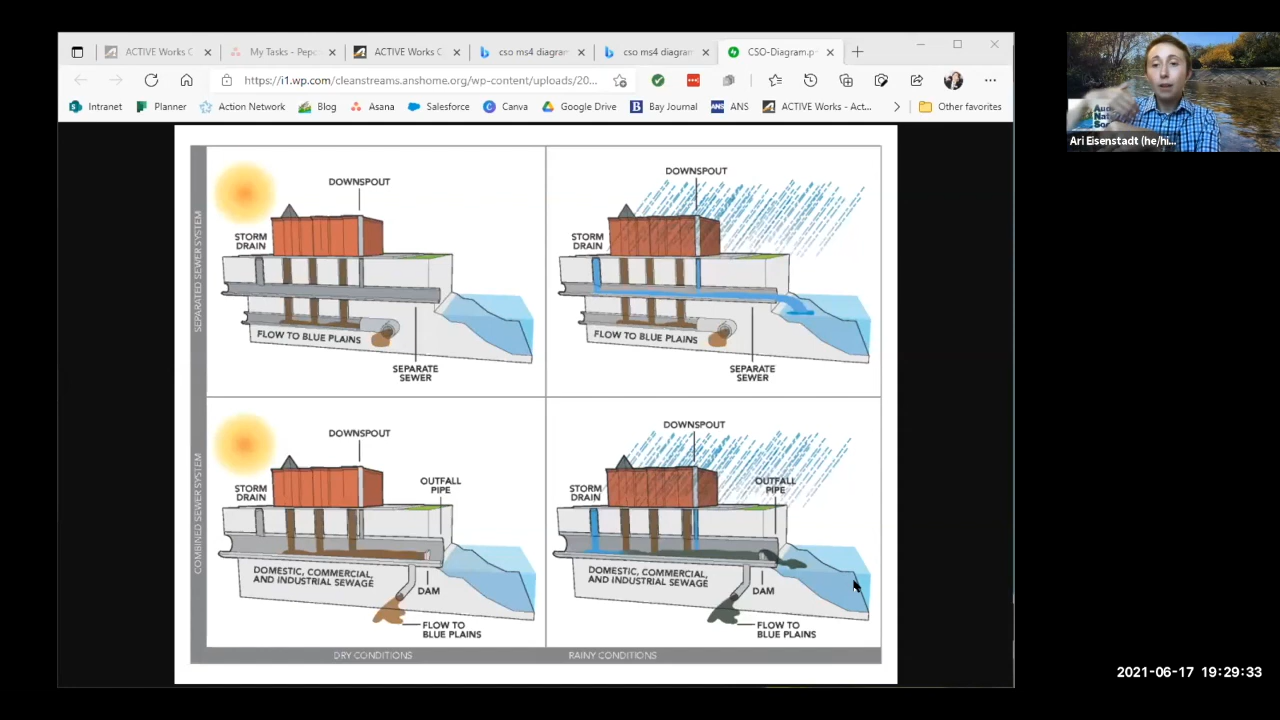 ACTIVE Works C
My Tasks - Pepc
ACTIVE Works C
cso ms4 diagram
cso ms4 diagram
CSO-Diagram.p
https://i1.wp.com/cleanstreams.anshome.org/wp-content/uploads/20...
Intranet
Planner
Action Network
Blog
Asana
Salesforce
Canva
Google Drive
Bay Journal
ANS
ACTIVE Works - Act...
Other favorites
SEPARATED SEWER SYSTEM
DOWNSPOUT
STORM
DRAIN
FLOW TO BLUE PLAINS
SEPARATE
SEWER
DOWNSPOUT
STORM
DRAIN
FLOW TO BLUE PLAINS
SEPARATE
SEWER
COMBINED SEWER SYSTEM
DOWNSPOUT
STORM
DRAIN
OUTFALL
PIPE
DOMESTIC, COMMERCIAL,
AND INDUSTRIAL SEWAGE
DAM
FLOW TO
BLUE PLAINS
DOWNSPOUT
STORM
DRAIN
OUTFALL
PIPE
DOMESTIC, COMMERCIAL,
AND INDUSTRIAL SEWAGE
DAM
FLOW TO
BLUE PLAINS
DRY CONDITIONS
RAINY CONDITIONS
Ari Eisenstadt (he/hi...
2021-06-17 19:29:33